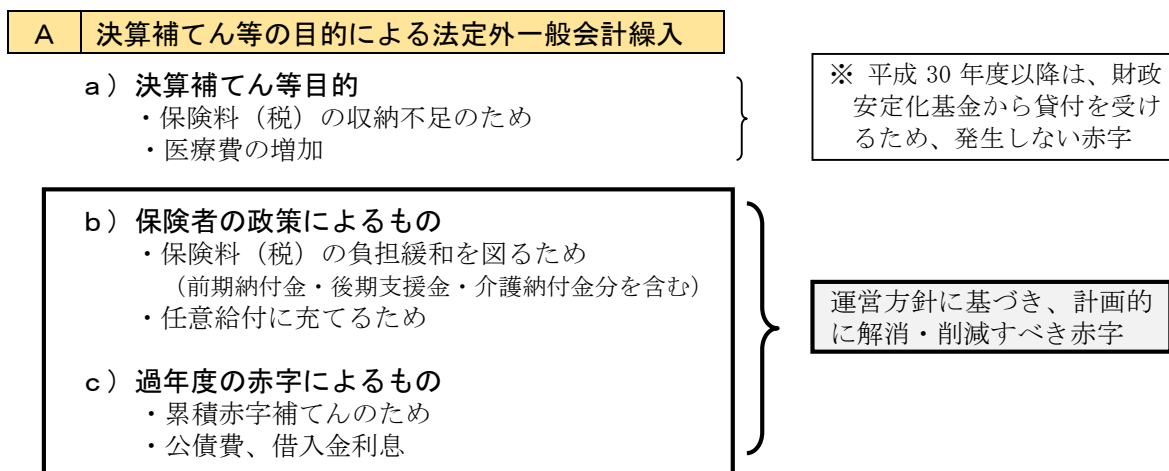 A 決算補てん等の目的による法定外一般会計繰入
a）決算補てん等目的
・保険料（税）の収納不足のため
・医療費の増加
※ 平成 30 年度以降は、財政
安定化基金から貸付を受け
るため、発生しない赤字
b）保険者の政策によるもの
・保険料（税）の負担緩和を図るため
（前期納付金・後期支援金・介護納付金分を含む）
・任意給付に充てるため
c）過年度の赤字によるもの
・累積赤字補てんのため
・公債費、借入金利息
運営方針に基づき、計画的
に解消・削減すべき赤字